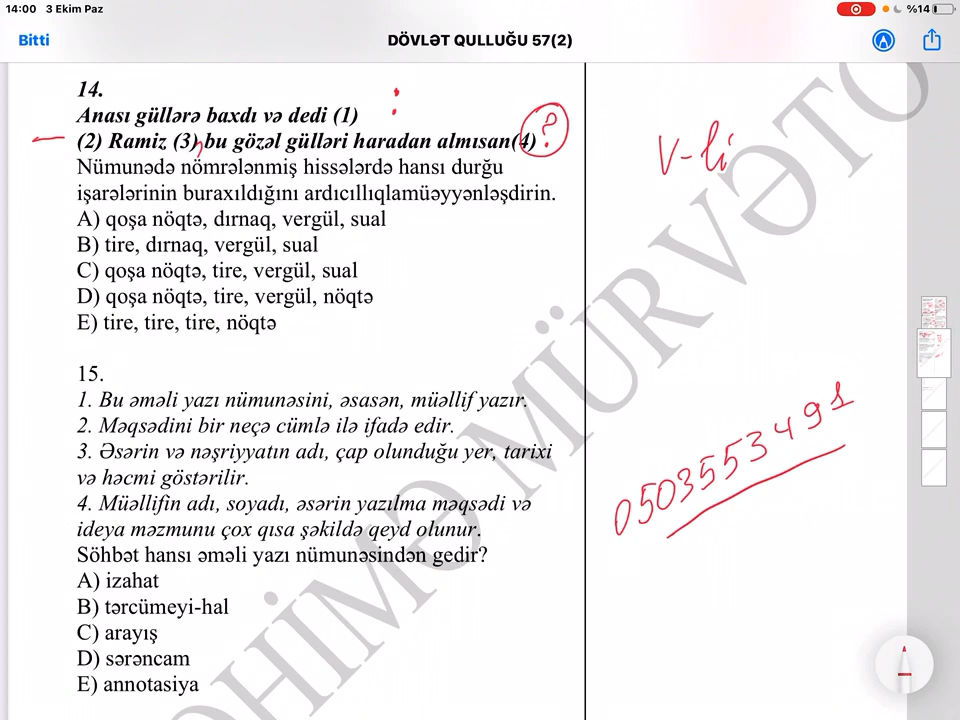 14:00 3 Ekim Paz
%14
Bitti
DÖVLƏT QULLUĞU 57(2)
14.
Anası güllərə baxdı və dedi (1) :
— (2) Ramiz (3), bu gözəl gülləri haradan almısan(4) ?
Nümunədə nömrələnmiş hissələrdə hansı durğu
işarələrinin buraxıldığını ardıcıllıqlamüəyyənləşdirin.
A) qoşa nöqtə, dırnaq, vergül, sual
B) tire, dırnaq, vergül, sual
C) qoşa nöqtə, tire, vergül, sual
D) qoşa nöqtə, tire, vergül, nöqtə
E) tire, tire, tire, nöqtə
15.
1. Bu əməli yazı nümunəsini, əsasən, müəllif yazır.
2. Məqsədini bir neçə cümlə ilə ifadə edir.
3. Əsərin və nəşriyyatın adı, çap olunduğu yer, tarixi
və həcmi göstərilir.
4. Müəllifin adı, soyadı, əsərin yazılma məqsədi və
ideya məzmunu çox qısa şəkildə qeyd olunur.
Söhbət hansı əməli yazı nümunəsindən gedir?
A) izahat
B) tərcümeyi-hal
C) arayış
D) sərəncam
E) annotasiya
V-li
0503553491